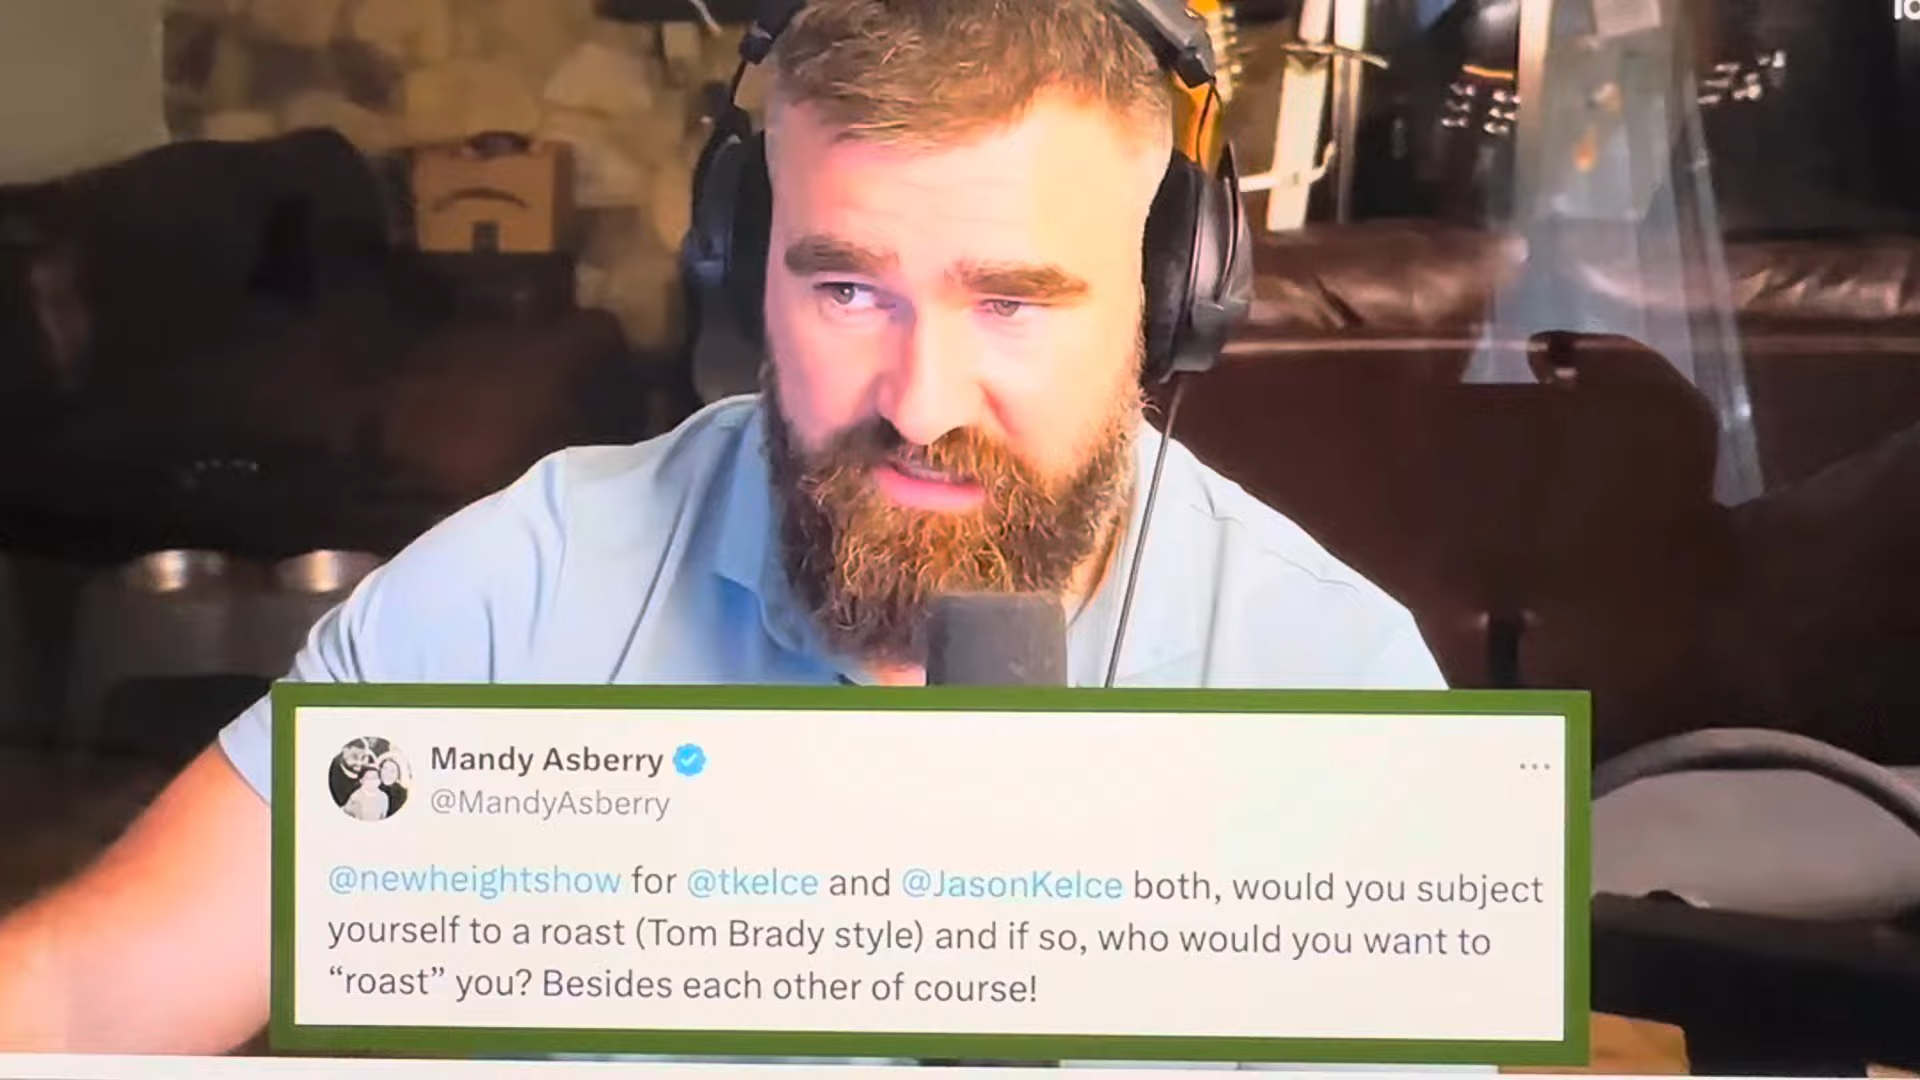 Mandy Asberry
@MandyAsberry
@newheightshow for @tkelce and @JasonKelce both, would you subject
yourself to a roast (Tom Brady style) and if so, who would you want to
“roast” you? Besides each other of course!